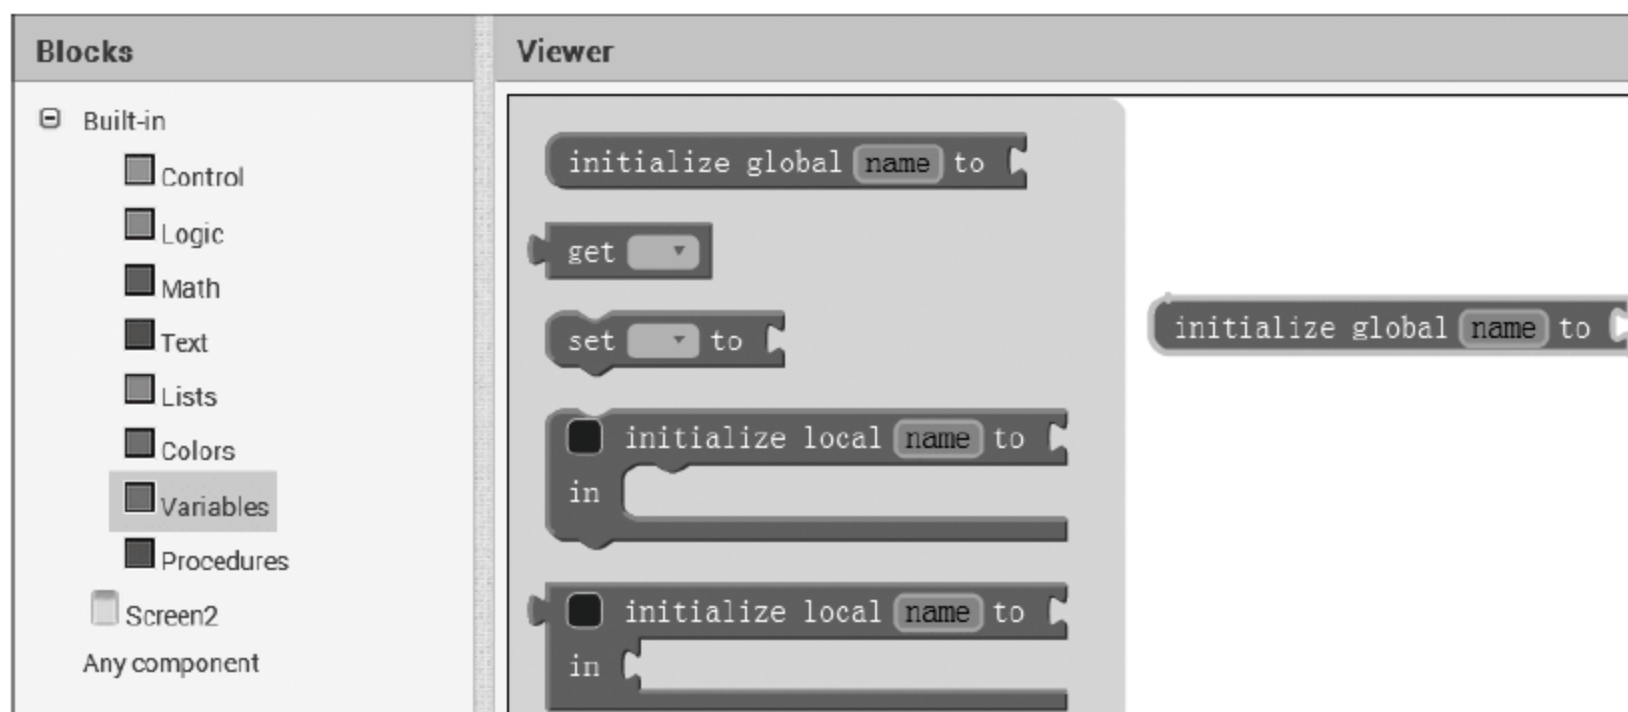 Blocks
Viewer
Built-in
Control
Logic
Math
Text
Lists
Colors
Variables
Procedures
Screen2
Any component
initialize global name to
get
set to
initialize local name to
in
initialize local name to
in
initialize global name to